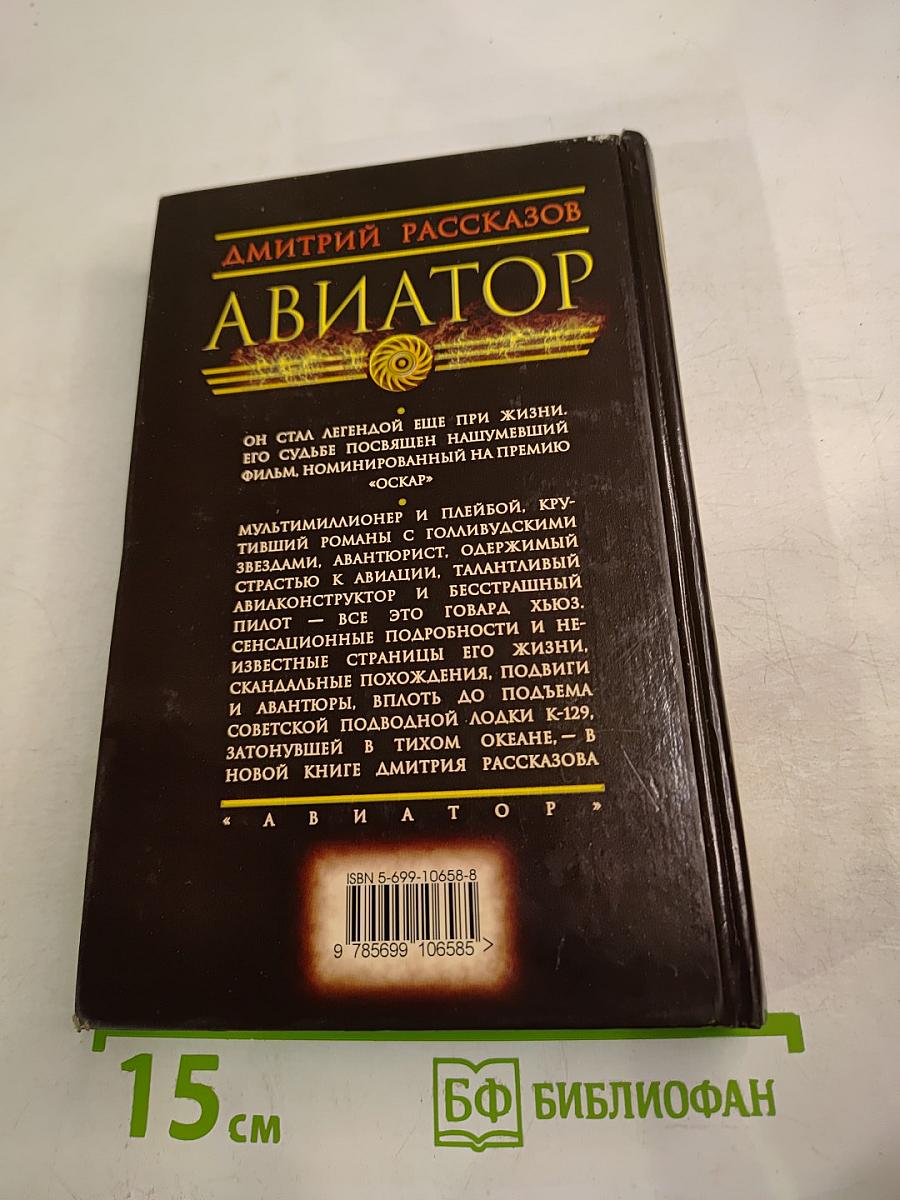 ДМИТРИЙ РАССКАЗОВ
АВИАТОР
ОН СТАЛ ЛЕГЕНДОЙ ЕЩЕ ПРИ ЖИЗНИ.
ЕГО СУДЬБЕ ПОСВЯЩЕН НАШУМЕВШИЙ
ФИЛЬМ, НОМИНИРОВАННЫЙ НА ПРЕМИЮ
«ОСКАР»
МУЛЬТИМИЛЛИОНЕР И ПЛЕЙБОЙ, КРУ-
ТИВШИЙ РОМАНЫ С ГОЛЛИВУДСКИМИ
ЗВЕЗДАМИ, АВАНТЮРИСТ, ОДЕРЖИМЫЙ
СТРАСТЬЮ К АВИАЦИИ, ТАЛАНТЛИВЫЙ
АВИАКОНСТРУКТОР И БЕССТРАШНЫЙ
ПИЛОТ — ВСЕ ЭТО ГОВАРД ХЬЮЗ.
СЕНСАЦИОННЫЕ ПОДРОБНОСТИ И НЕ-
ИЗВЕСТНЫЕ СТРАНИЦЫ ЕГО ЖИЗНИ,
СКАНДАЛЬНЫЕ ПОХОЖДЕНИЯ, ПОДВИГИ
И АВАНТЮРЫ, ВПЛОТЬ ДО ПОДЪЕМА
СОВЕТСКОЙ ПОДВОДНОЙ ЛОДКИ К-129,
ЗАТОНУВШЕЙ В ТИХОМ ОКЕАНЕ, — В
НОВОЙ КНИГЕ ДМИТРИЯ РАССКАЗОВА
«АВИАТОР»
ISBN 5-699-10658-8
9 785699 106585 >
15 см
БФ БИБЛИОФАН